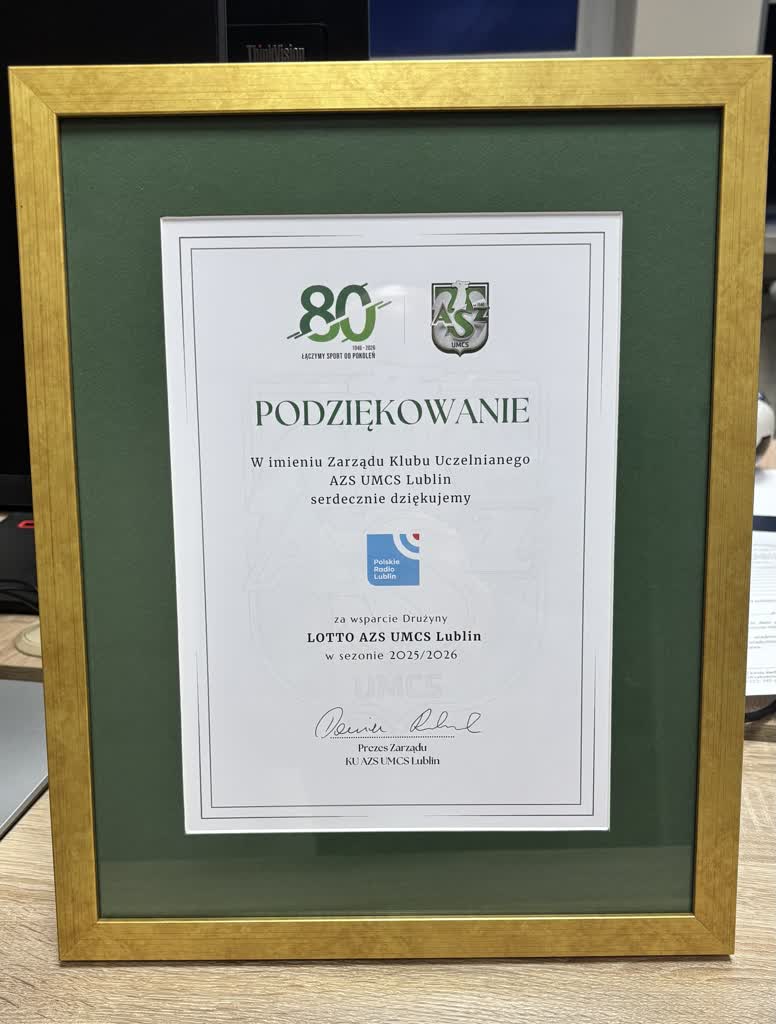 ThinkVision
80
1946 - 2026
ŁĄCZYMY SPORT OD POKOLEŃ
AZS
UMCS
PODZIĘKOWANIE
W imieniu Zarządu Klubu Uczelnianego
AZS UMCS Lublin
serdecznie dziękujemy
Polskie
Radio
Lublin
za wsparcie Drużyny
LOTTO AZS UMCS Lublin
w sezonie 2025/2026
UMCS
Prezes Zarządu
KU AZS UMCS Lublin